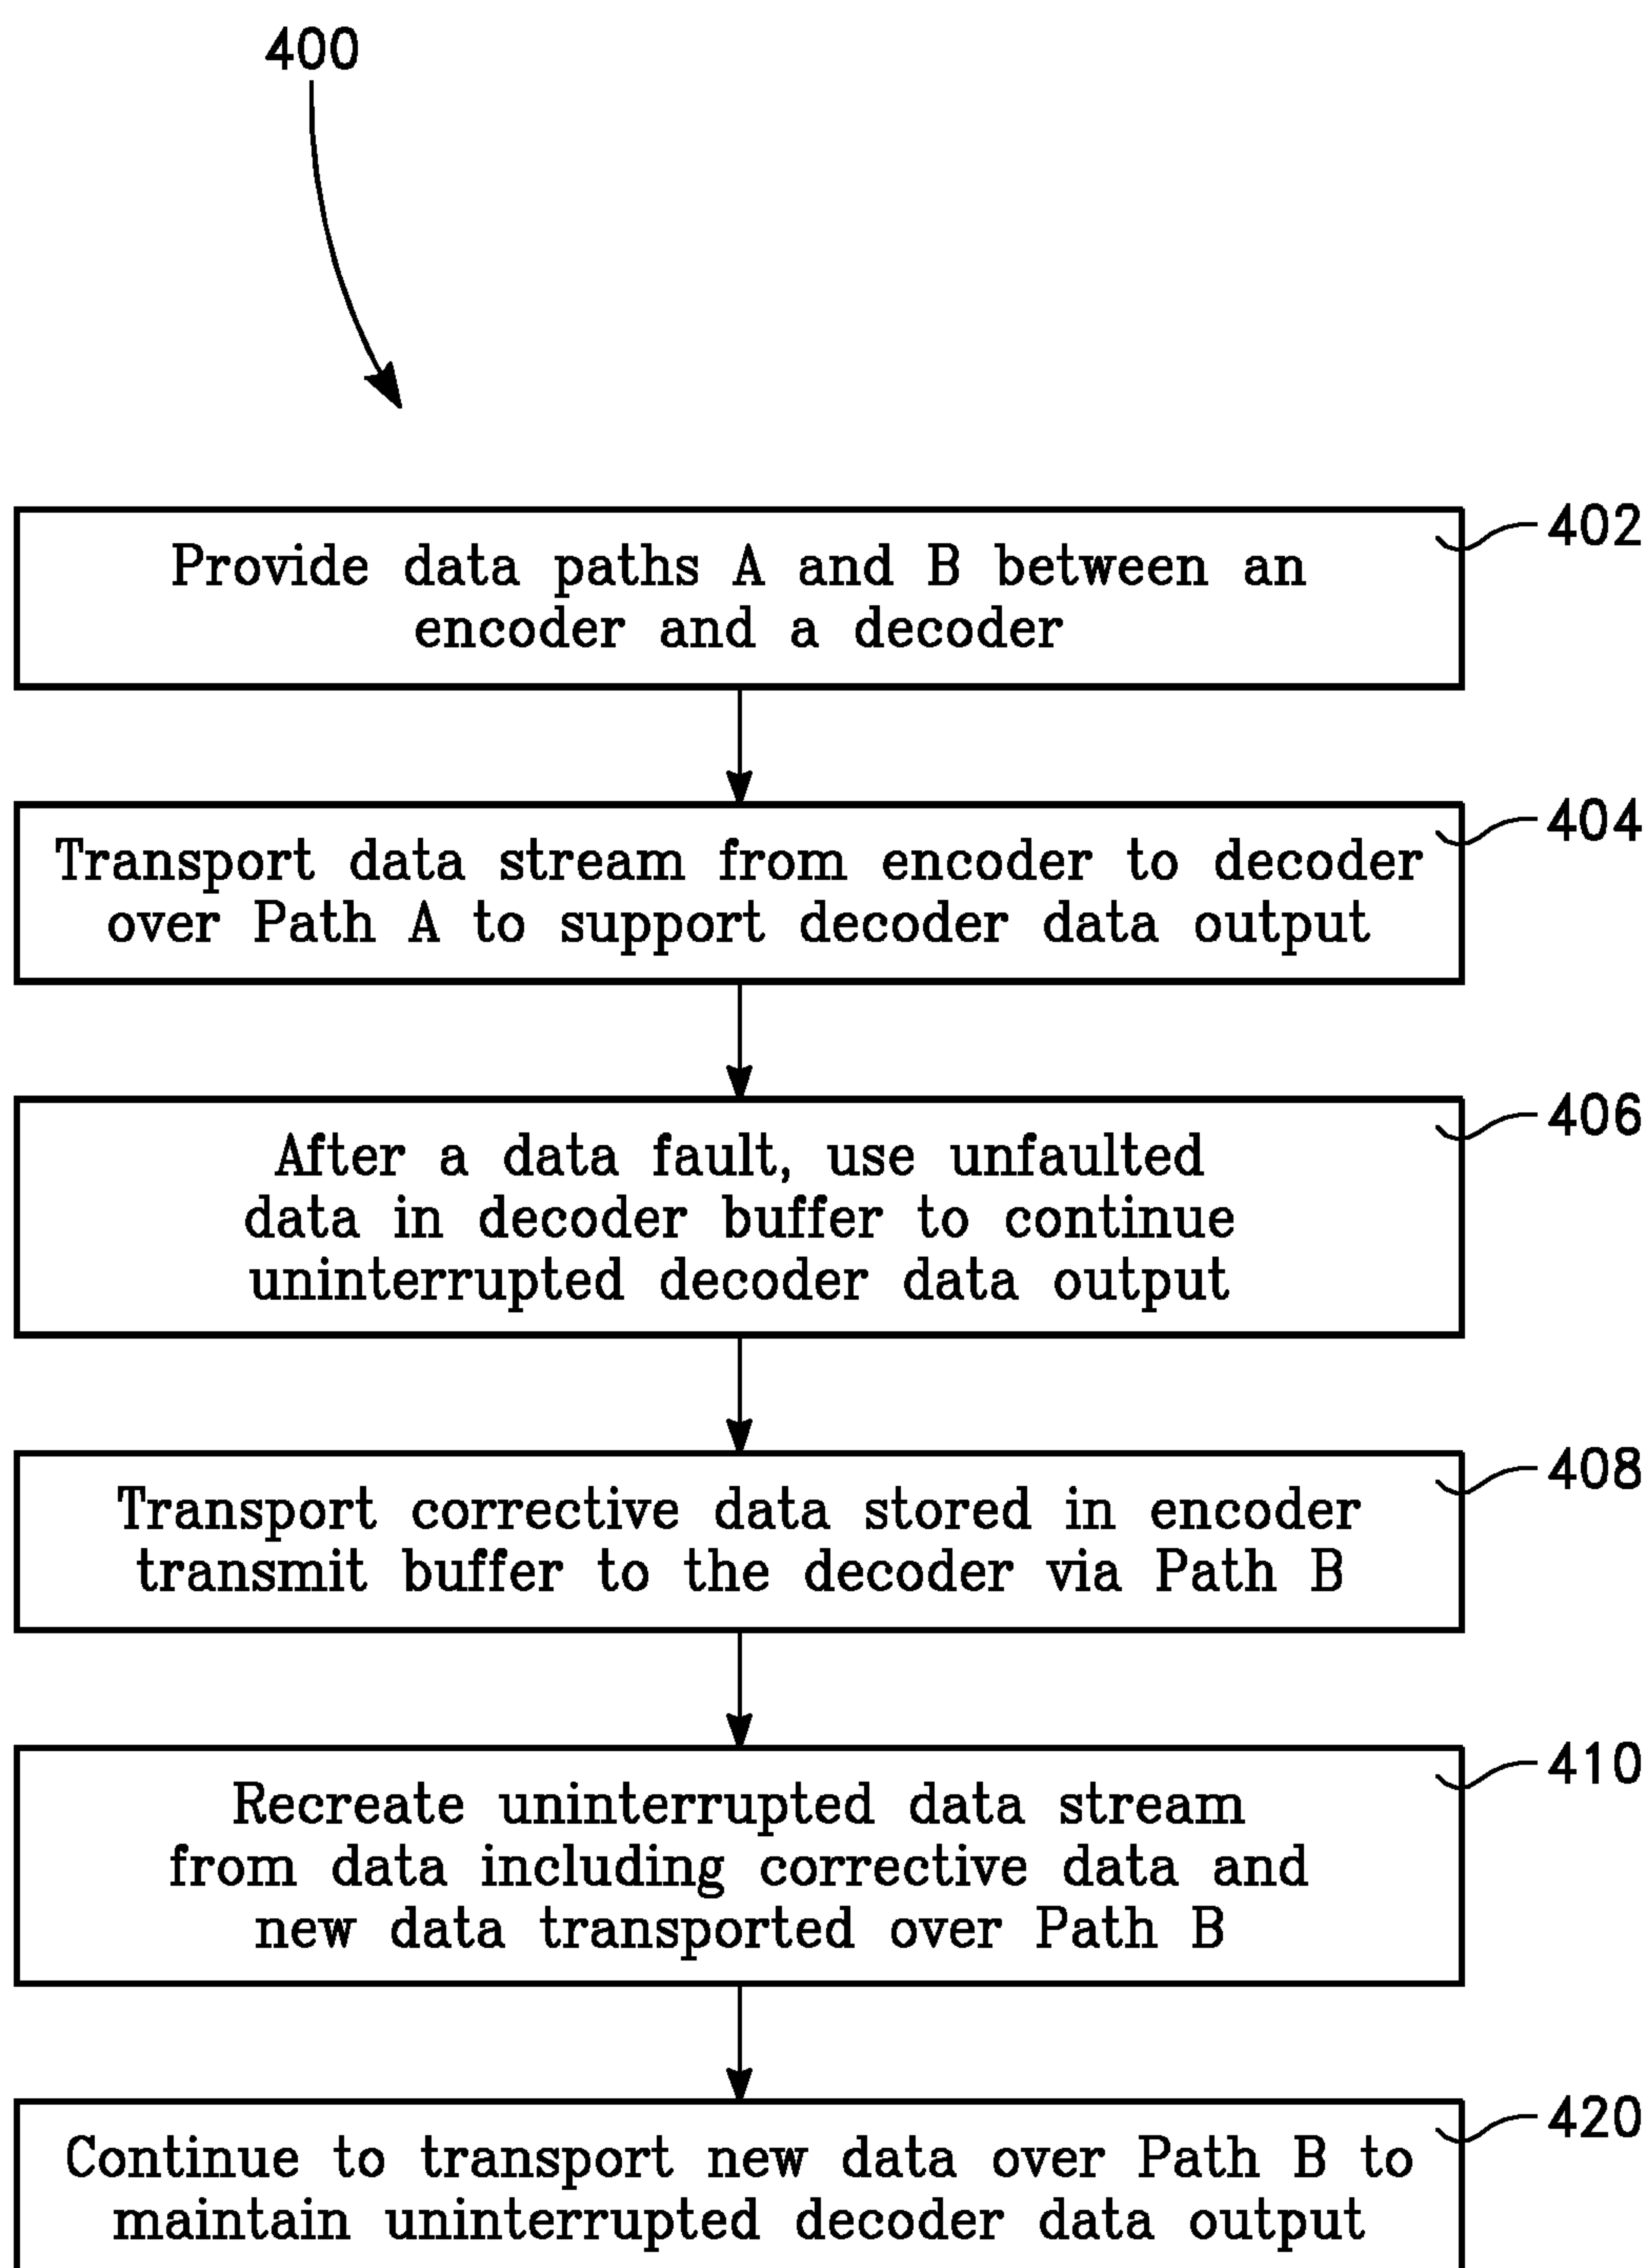 400
402
Provide data paths A and B between an
encoder and a decoder
404
Transport data stream from encoder to decoder
over Path A to support decoder data output
406
After a data fault, use unfaulted
data in decoder buffer to continue
uninterrupted decoder data output
408
Transport corrective data stored in encoder
transmit buffer to the decoder via Path B
410
Recreate uninterrupted data stream
from data including corrective data and
new data transported over Path B
420
Continue to transport new data over Path B to
maintain uninterrupted decoder data output